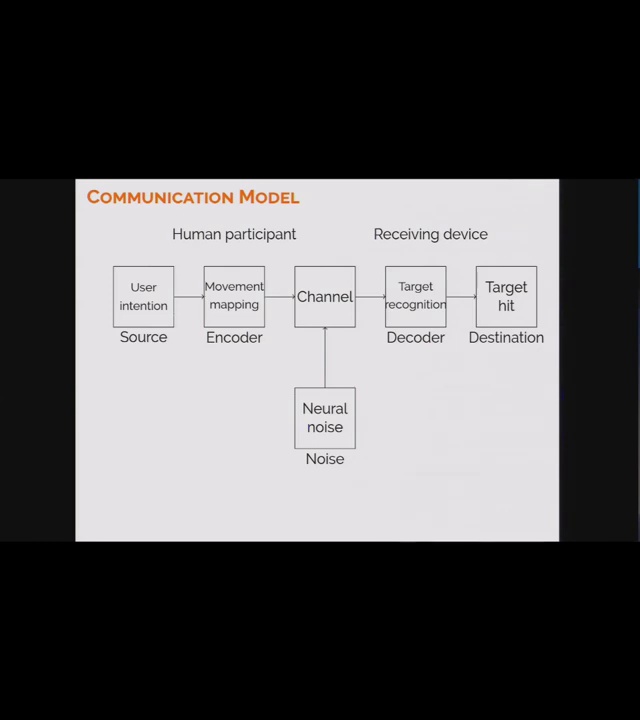 COMMUNICATION MODEL
Human participant
Receiving device
User
intention
Source
Movement
mapping
Encoder
Channel
Target
recognition
Decoder
Target
hit
Destination
Neural
noise
Noise